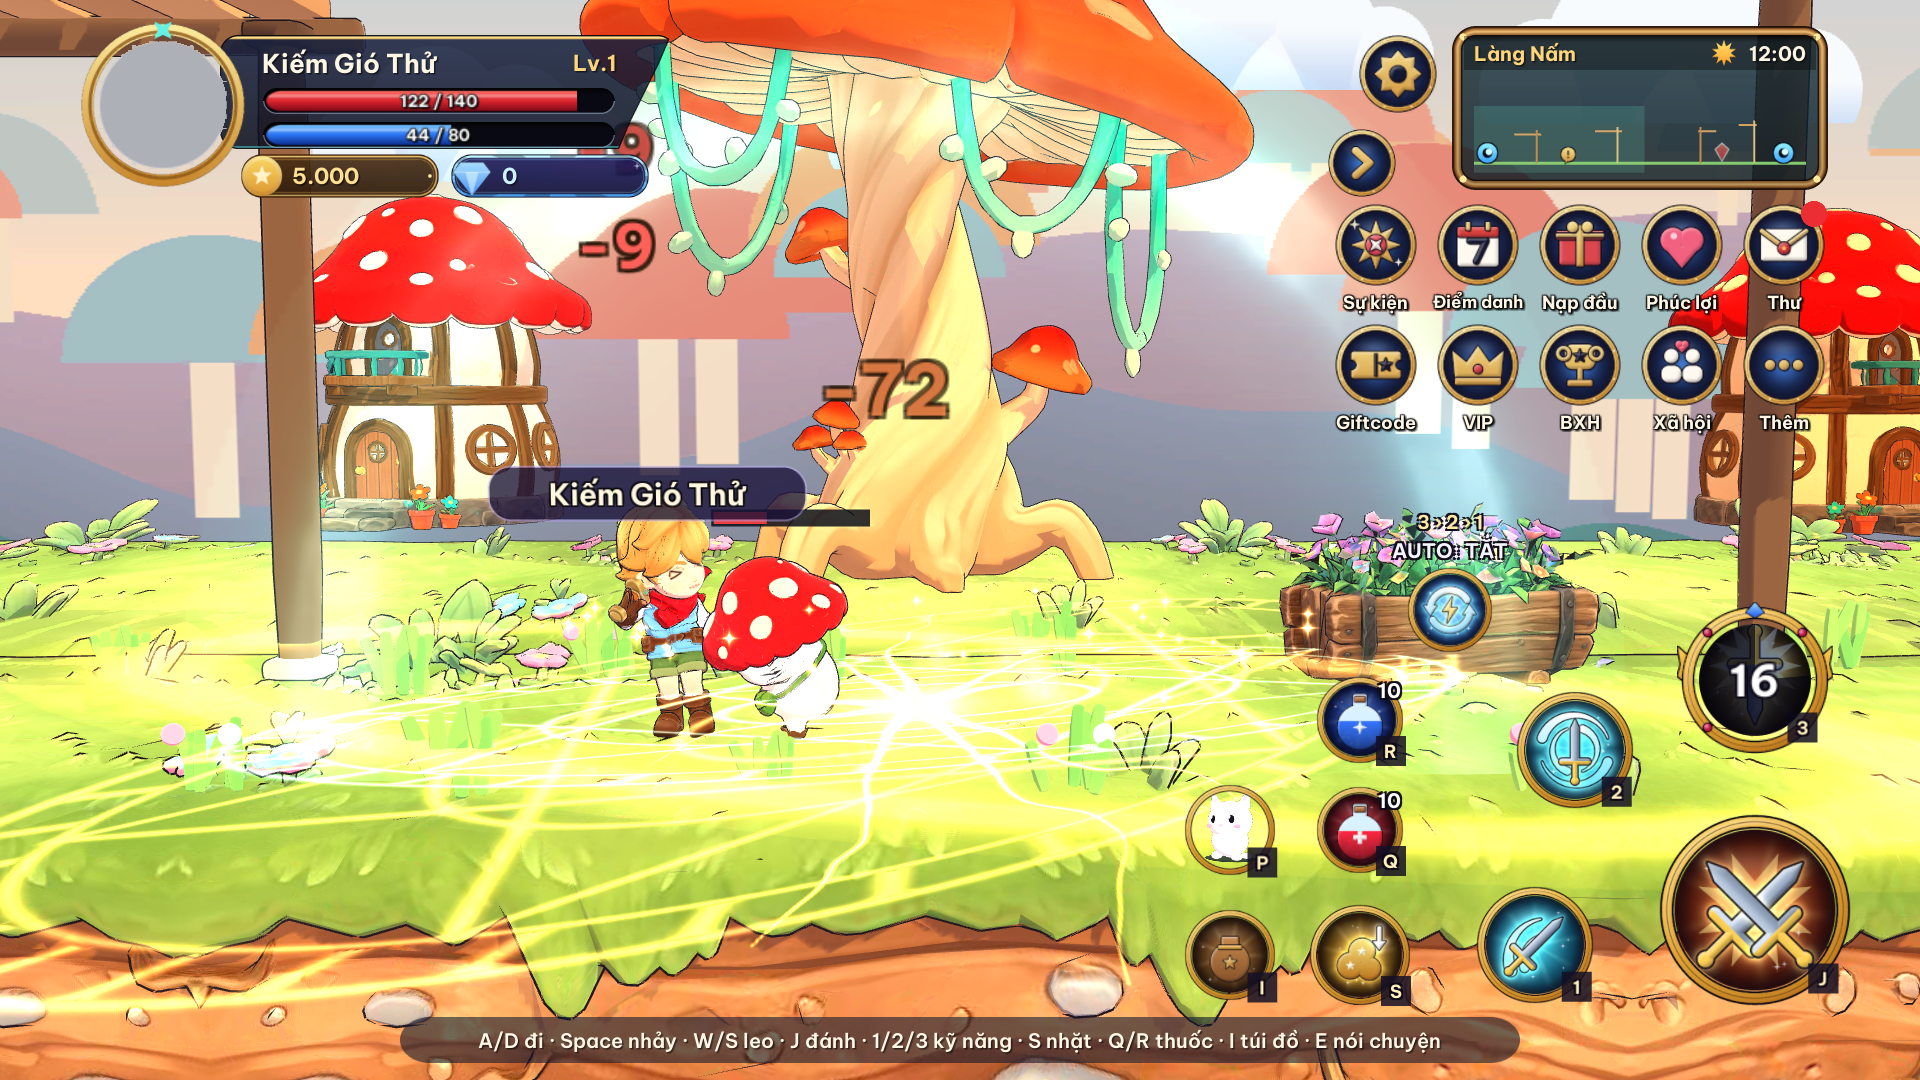 Kiếm Gió Thử
Lv.1
122 / 140
44 / 80
5.000
0
-9
-9
-72
Kiếm Gió Thử
Làng Nấm
12:00
7
Sự kiện
Điểm danh
Nạp đầu
Phúc lợi
Thư
Giftcode
VIP
BXH
Xã hội
Thêm
3›2›1
AUTO: TẮT
16
3
10
R
2
10
Q
P
I
S
1
J
A/D đi · Space nhảy · W/S leo · J đánh · 1/2/3 kỹ năng · S nhặt · Q/R thuốc · I túi đồ · E nói chuyện